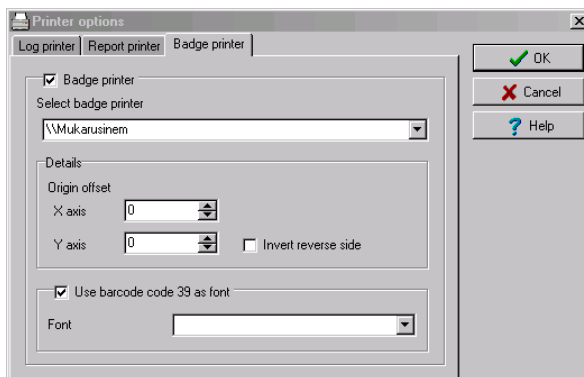 Printer options
Log printer Report printer Badge printer
OK
Cancel
Help
Badge printer
Select badge printer
\\Mukarusinem
Details
Origin offset
X axis 0
Y axis 0 Invert reverse side
Use barcode code 39 as font
Font